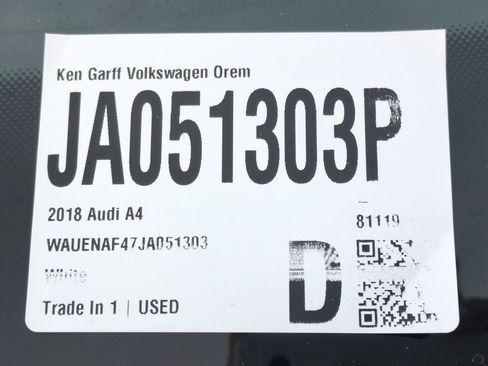 Ken Garff Volkswagen Orem
JA051303P
2018 Audi A4
81119
WAUENAF47JA051303
White
D
Trade In 1 | USED